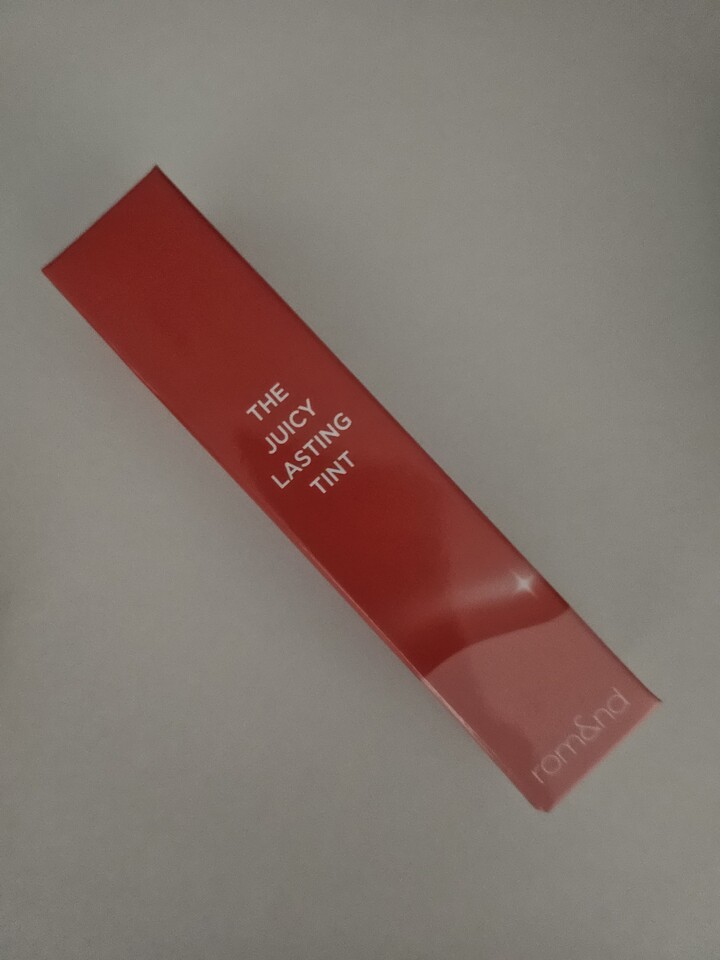 THE
JUICY
LASTING
TINT
rom&nd